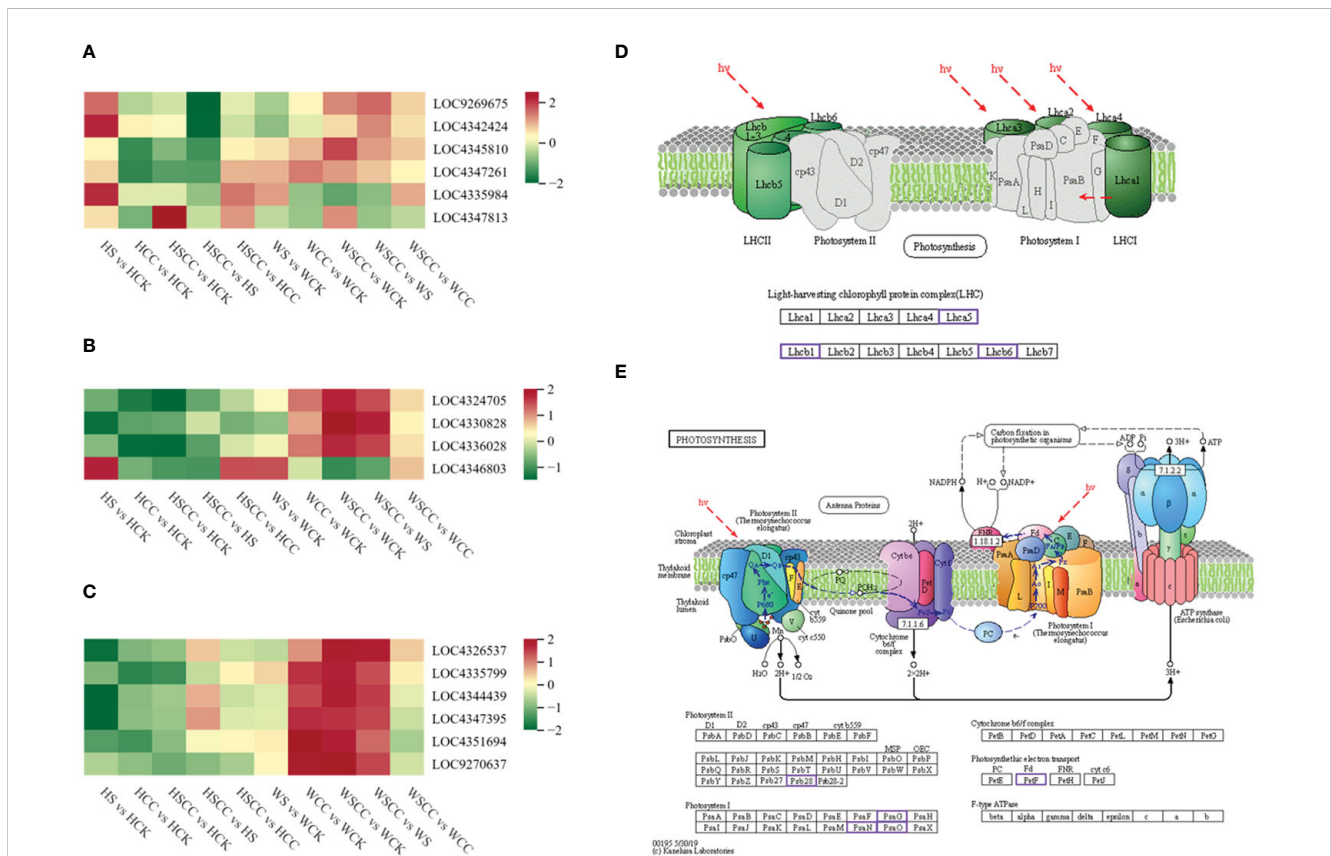 A
LOC9269675
LOC4342424
LOC4345810
LOC4347261
LOC4335984
LOC4347813
2
0
−2
HS vs HCK
HCC vs HCK
HSCC vs HCK
HSCC vs HS
HSCC vs HCC
WS vs WCK
WCC vs WCK
WSCC vs WCK
WSCC vs WS
WSCC vs WCC
B
LOC4324705
LOC4330828
LOC4336028
LOC4346803
2
1
0
−1
HS vs HCK
HCC vs HCK
HSCC vs HCK
HSCC vs HS
HSCC vs HCC
WS vs WCK
WCC vs WCK
WSCC vs WCK
WSCC vs WS
WSCC vs WCC
C
LOC4326537
LOC4335799
LOC4344439
LOC4347395
LOC4351694
LOC9270637
2
1
0
−1
−2
HS vs HCK
HCC vs HCK
HSCC vs HCK
HSCC vs HS
HSCC vs HCC
WS vs WCK
WCC vs WCK
WSCC vs WCK
WSCC vs WS
WSCC vs WCC
D
hν hν hν hν
Lhcb 1~3 4 Lhcb6
Lhcb5
cp43 D2 cp47
D1
Lhca3 Lhca2 Lhca4
PsaD C E F
K PsaA H PsaB G Lhca1
L I
LHCII Photosystem II Photosynthesis Photosystem I LHCI
Light-harvesting chlorophyll protein complex(LHC)
Lhca1 Lhca2 Lhca3 Lhca4 Lhca5
Lhcb1 Lhcb2 Lhcb3 Lhcb4 Lhcb5 Lhcb6 Lhcb7
E
PHOTOSYNTHESIS
Carbon fixation in
photosynthetic organisms
ADP Pi 3H+ ATP
7.1.2.2
NADPH H+ NADP+
Antenna Proteins
hν hν
Photosystem II
(Thermosynechococcus
elongatus)
Chloroplast
stroma
Thylakoid
membrane
Thylakoid
lumen
D1 cp43
cp47 QA QB
Phe F E
P680 e-
cyt
b559
V cyt c550
PsbO U Mn
H2O 2H+ 1/2 O2
PQ
PQH2
Quinone pool
2H+
Cytb6 Pet D Cytf
7.1.1.6
Cytochrome
b6/f
complex
2×2H+
PC e-
FNR
1.18.1.2
Fd
PsaA PsaD C E F
L I M PsaB
P700
Photosystem I
(Thermosynechococcus
elongatus)
δ α β α
b γ ε
a c
ATP synthase
(Escherichia coli)
3H+
Photosystem II
D1 D2 cp43 cp47 cyt b559
PsbA PsbD PsbC PsbB PsbE PsbF
MSP OEC
PsbL PsbJ PsbK PsbM PsbH PsbI PsbO PsbP
PsbQ PsbR PsbS PsbT PsbU PsbV PsbW PsbX
PsbY PsbZ Psb27 Psb28 Psb28-2
Photosystem I
PsaA PsaB PsaC PsaD PsaE PsaF PsaG PsaH
PsaI PsaJ PsaK PsaL PsaM PsaN PsaO PsaX
Cytochrome b6/f complex
PetB PetD PetA PetC PetL PetM PetN PetG
Photosynthethic electron transport
PC Fd FNR cyt c6
PetE PetF PetH PetJ
F-type ATPase
beta alpha gamma delta epsilon c a b
00195 5/30/19
(c) Kanehisa Laboratories